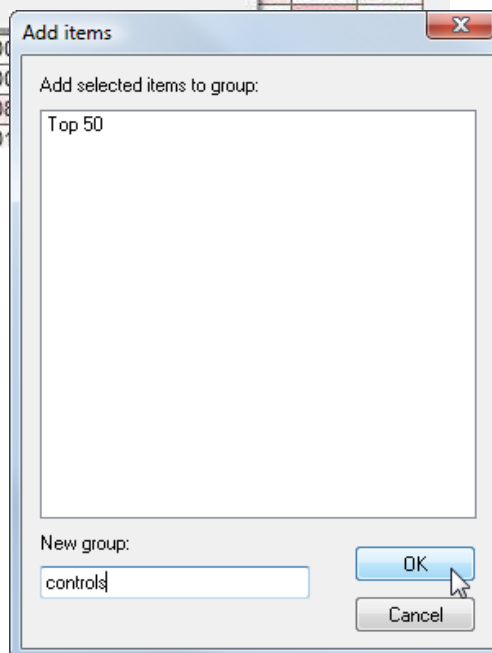 Add items
Add selected items to group:
Top 50
New group:
controls
OK
Cancel